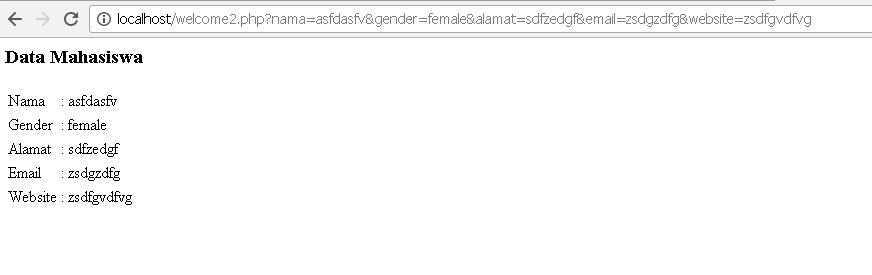 localhost/welcome2.php?nama=asfdasfv&gender=female&alamat=sdfzedgf&email=zsdgzdfg&website=zsdfgvdfvg
Data Mahasiswa
Nama : asfdasfv
Gender : female
Alamat : sdfzedgf
Email : zsdgzdfg
Website : zsdfgvdfvg